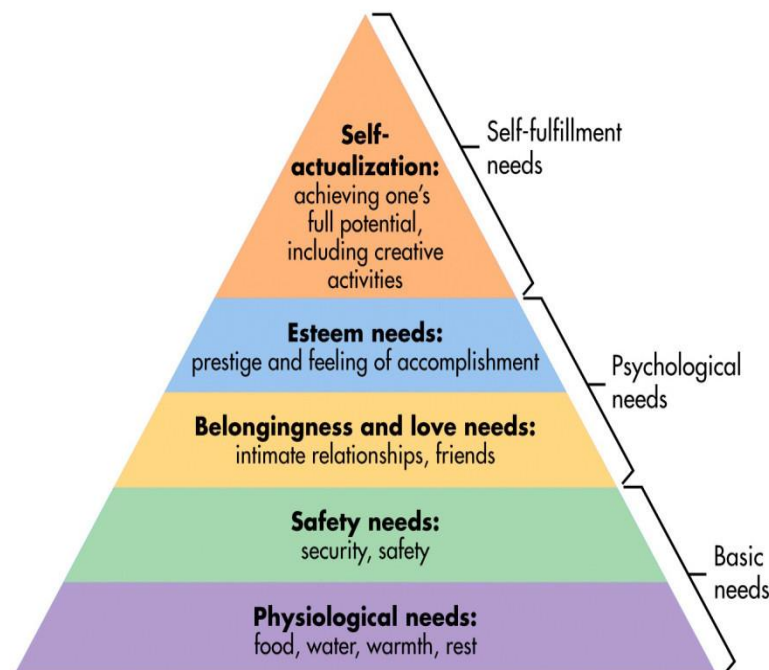 Self-
actualization:
achieving one's
full potential,
including creative
activities
Self-fulfillment
needs
Esteem needs:
prestige and feeling of accomplishment
Psychological
needs
Belongingness and love needs:
intimate relationships, friends
Safety needs:
security, safety
Basic
needs
Physiological needs:
food, water, warmth, rest